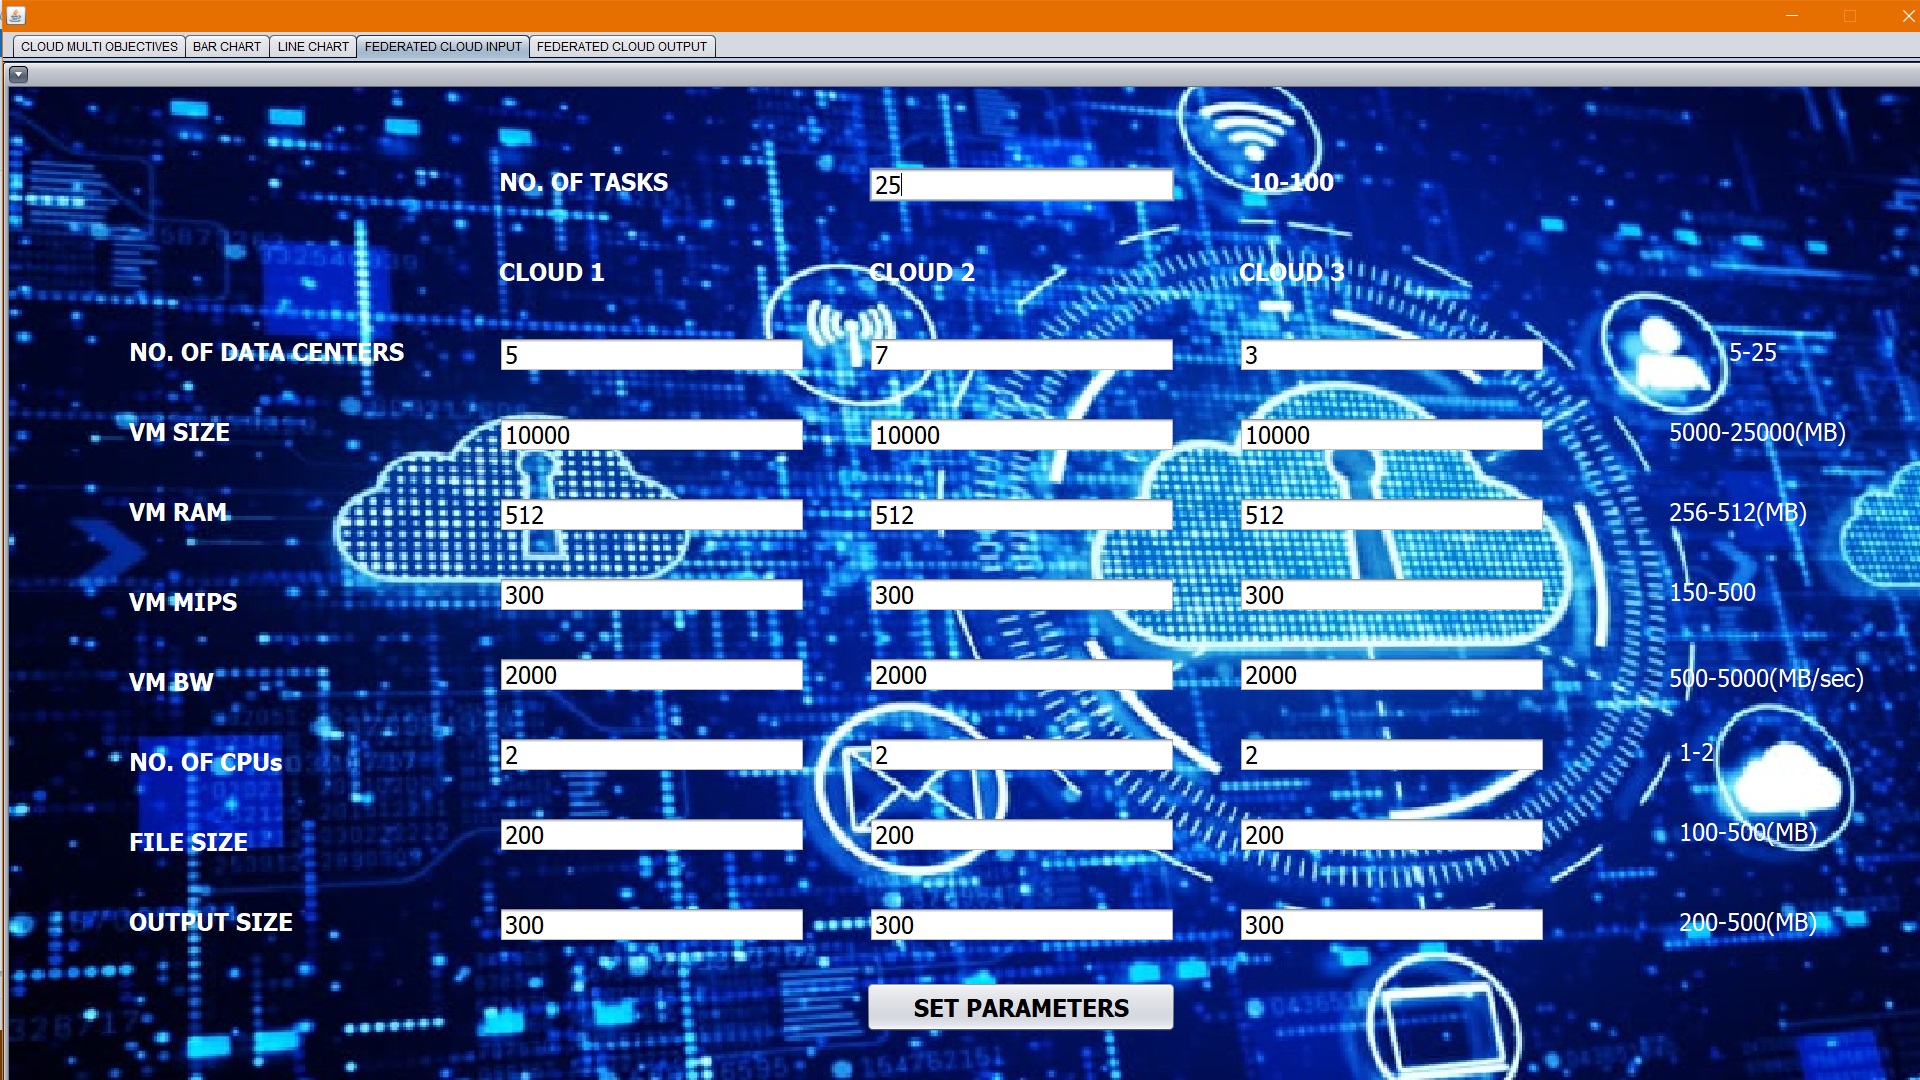 CLOUD MULTI OBJECTIVES BAR CHART LINE CHART FEDERATED CLOUD INPUT FEDERATED CLOUD OUTPUT
NO. OF TASKS 25 10-100
CLOUD 1 CLOUD 2 CLOUD 3
NO. OF DATA CENTERS 5 7 3 5-25
VM SIZE 10000 10000 10000 5000-25000(MB)
VM RAM 512 512 512 256-512(MB)
VM MIPS 300 300 300 150-500
VM BW 2000 2000 2000 500-5000(MB/sec)
NO. OF CPUs 2 2 2 1-2
FILE SIZE 200 200 200 100-500(MB)
OUTPUT SIZE 300 300 300 200-500(MB)
SET PARAMETERS